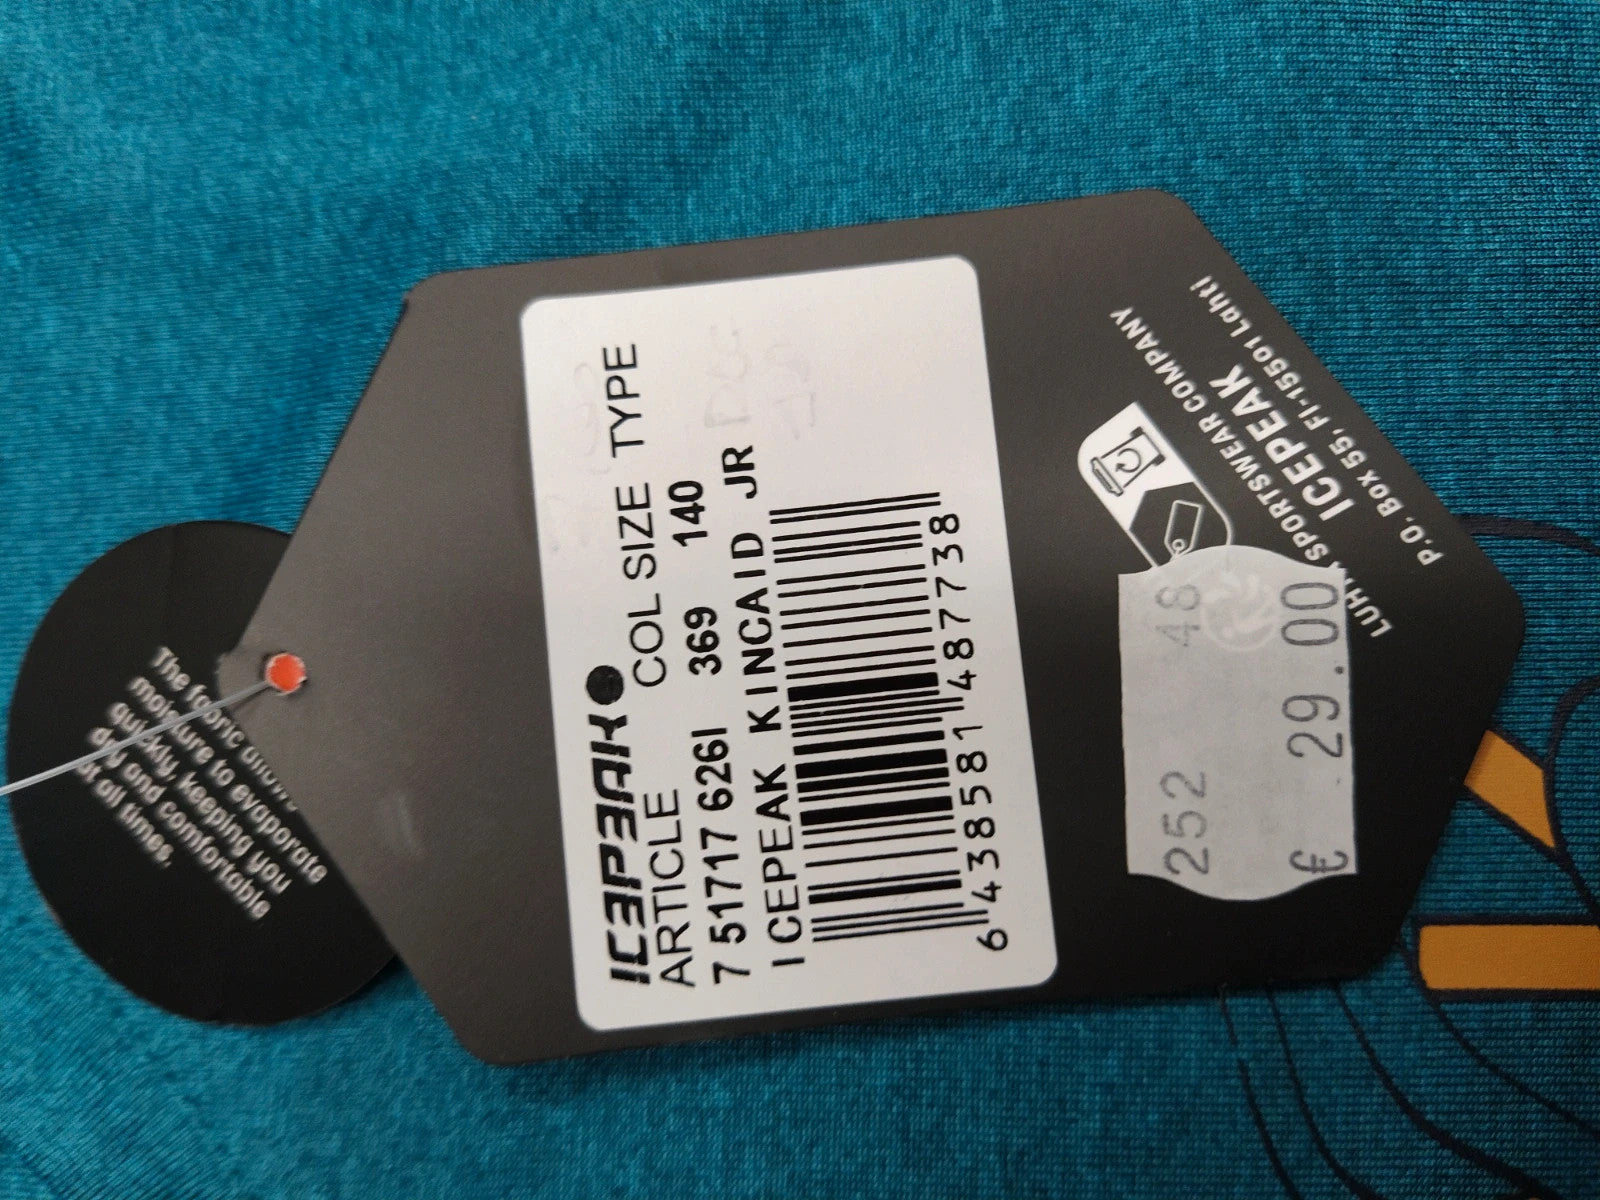 ICEPEAK
ARTICLE COL SIZE TYPE
7 51717 626I 369 140
ICEPEAK KINCAID JR
6 438581 487738
252 48
€ 29.00
LUHTA SPORTSWEAR COMPANY
ICEPEAK
P.O. Box 55, FI-15501 Lahti
The fabric allows
moisture to evaporate
quickly, keeping you
dry and comfortable
at all times.